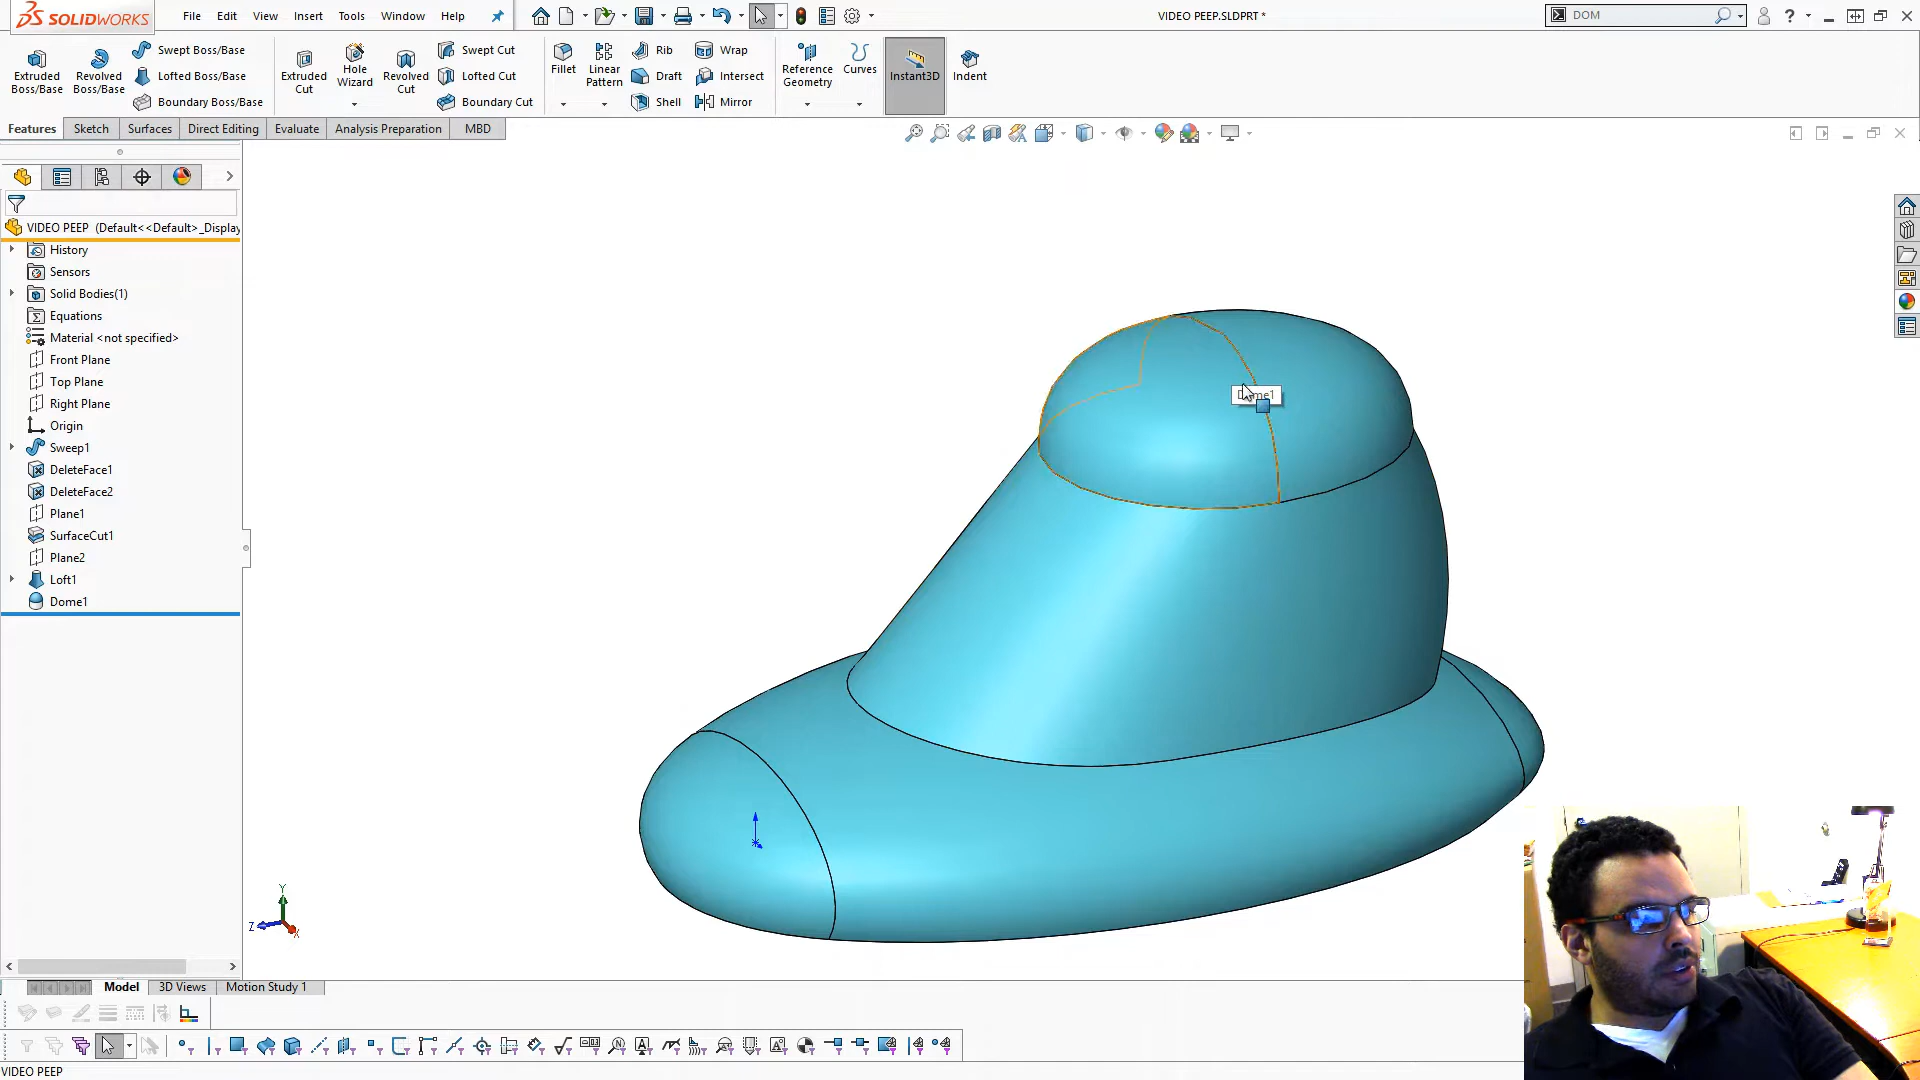 SOLIDWORKS File Edit View Insert Tools Window Help VIDEO PEEP.SLDPRT * DOM ?
Extruded Boss/Base
Revolved Boss/Base
Swept Boss/Base
Lofted Boss/Base
Boundary Boss/Base
Extruded Cut
Hole Wizard
Revolved Cut
Swept Cut
Lofted Cut
Boundary Cut
Fillet
Linear Pattern
Rib
Draft
Shell
Wrap
Intersect
Mirror
Reference Geometry
Curves
Instant3D
Indent
Features Sketch Surfaces Direct Editing Evaluate Analysis Preparation MBD
VIDEO PEEP (Default<<Default>_Display
History
Sensors
Solid Bodies(1)
Equations
Material <not specified>
Front Plane
Top Plane
Right Plane
Origin
Sweep1
DeleteFace1
DeleteFace2
Plane1
SurfaceCut1
Plane2
Loft1
Dome1
Dome1
Y
Z
X
Model 3D Views Motion Study 1
VIDEO PEEP